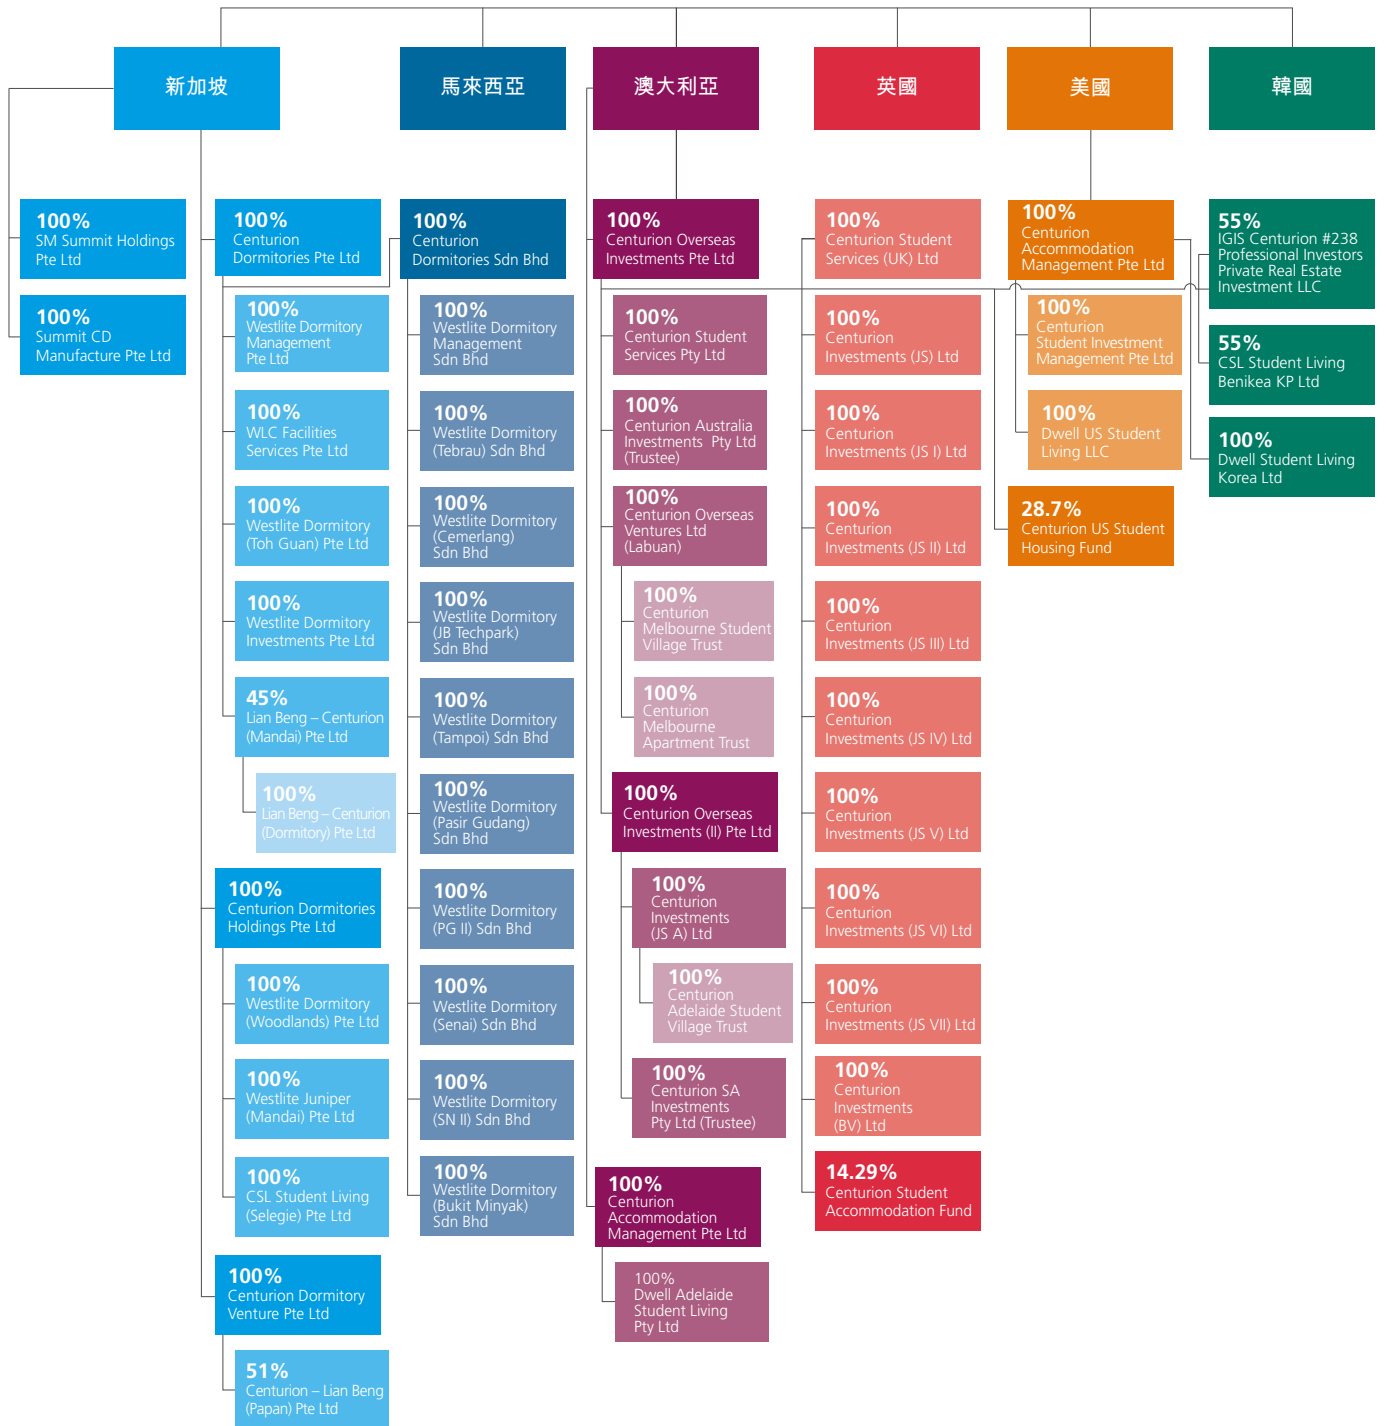 新加坡
馬來西亞
澳大利亞
英國
美國
韓國
100%
SM Summit Holdings
Pte Ltd
100%
Summit CD
Manufacture Pte Ltd
100%
Centurion
Dormitories Pte Ltd
100%
Westlite Dormitory
Management
Pte Ltd
100%
WLC Facilities
Services Pte Ltd
100%
Westlite Dormitory
(Toh Guan) Pte Ltd
100%
Westlite Dormitory
Investments Pte Ltd
45%
Lian Beng – Centurion
(Mandai) Pte Ltd
100%
Lian Beng – Centurion
(Dormitory) Pte Ltd
100%
Centurion Dormitories
Holdings Pte Ltd
100%
Westlite Dormitory
(Woodlands) Pte Ltd
100%
Westlite Juniper
(Mandai) Pte Ltd
100%
CSL Student Living
(Selegie) Pte Ltd
100%
Centurion Dormitory
Venture Pte Ltd
51%
Centurion – Lian Beng
(Papan) Pte Ltd
100%
Centurion
Dormitories Sdn Bhd
100%
Westlite Dormitory
Management
Sdn Bhd
100%
Westlite Dormitory
(Tebrau) Sdn Bhd
100%
Westlite Dormitory
(Cemerlang)
Sdn Bhd
100%
Westlite Dormitory
(JB Techpark)
Sdn Bhd
100%
Westlite Dormitory
(Tampoi) Sdn Bhd
100%
Westlite Dormitory
(Pasir Gudang)
Sdn Bhd
100%
Westlite Dormitory
(PG II) Sdn Bhd
100%
Westlite Dormitory
(Senai) Sdn Bhd
100%
Westlite Dormitory
(SN II) Sdn Bhd
100%
Westlite Dormitory
(Bukit Minyak)
Sdn Bhd
100%
Centurion Overseas
Investments Pte Ltd
100%
Centurion Student
Services Pty Ltd
100%
Centurion Australia
Investments Pty Ltd
(Trustee)
100%
Centurion Overseas
Ventures Ltd
(Labuan)
100%
Centurion
Melbourne Student
Village Trust
100%
Centurion
Melbourne
Apartment Trust
100%
Centurion Overseas
Investments (II) Pte Ltd
100%
Centurion
Investments
(JS A) Ltd
100%
Centurion
Adelaide Student
Village Trust
100%
Centurion SA
Investments
Pty Ltd (Trustee)
100%
Centurion
Accommodation
Management Pte Ltd
100%
Dwell Adelaide
Student Living
Pty Ltd
100%
Centurion Student
Services (UK) Ltd
100%
Centurion
Investments (JS) Ltd
100%
Centurion
Investments (JS I) Ltd
100%
Centurion
Investments (JS II) Ltd
100%
Centurion
Investments (JS III) Ltd
100%
Centurion
Investments (JS IV) Ltd
100%
Centurion
Investments (JS V) Ltd
100%
Centurion
Investments (JS VI) Ltd
100%
Centurion
Investments (JS VII) Ltd
100%
Centurion
Investments
(BV) Ltd
14.29%
Centurion Student
Accommodation Fund
100%
Centurion
Accommodation
Management Pte Ltd
100%
Centurion
Student Investment
Management Pte Ltd
100%
Dwell US Student
Living LLC
28.7%
Centurion US Student
Housing Fund
55%
IGIS Centurion #238
Professional Investors
Private Real Estate
Investment LLC
55%
CSL Student Living
Benikea KP Ltd
100%
Dwell Student Living
Korea Ltd